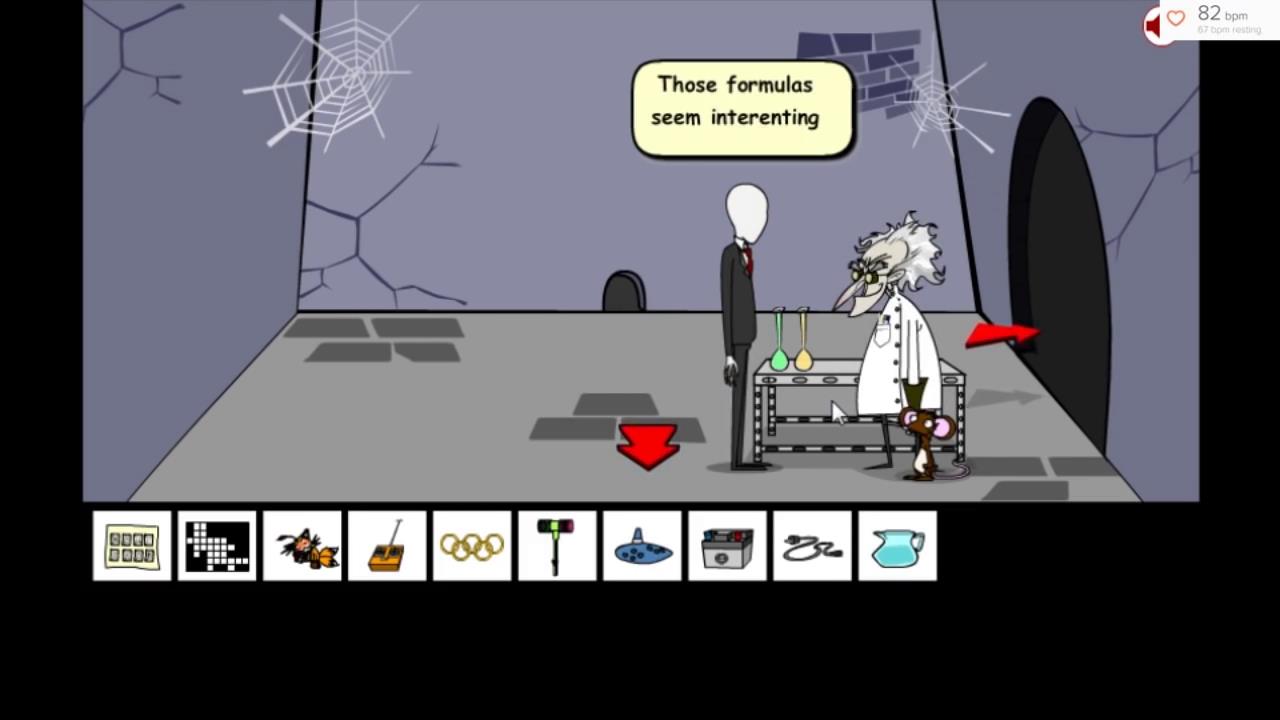 82 bpm
67 bpm resting
Those formulas
seem interenting